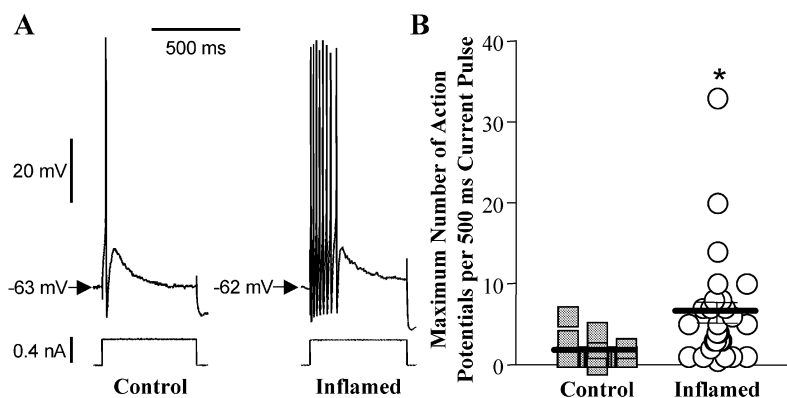 A
500 ms
20 mV
-63 mV
-62 mV
0.4 nA
Control
Inflamed
B
Maximum Number of Action
Potentials per 500 ms Current Pulse
40
30
20
10
0
*
Control
Inflamed